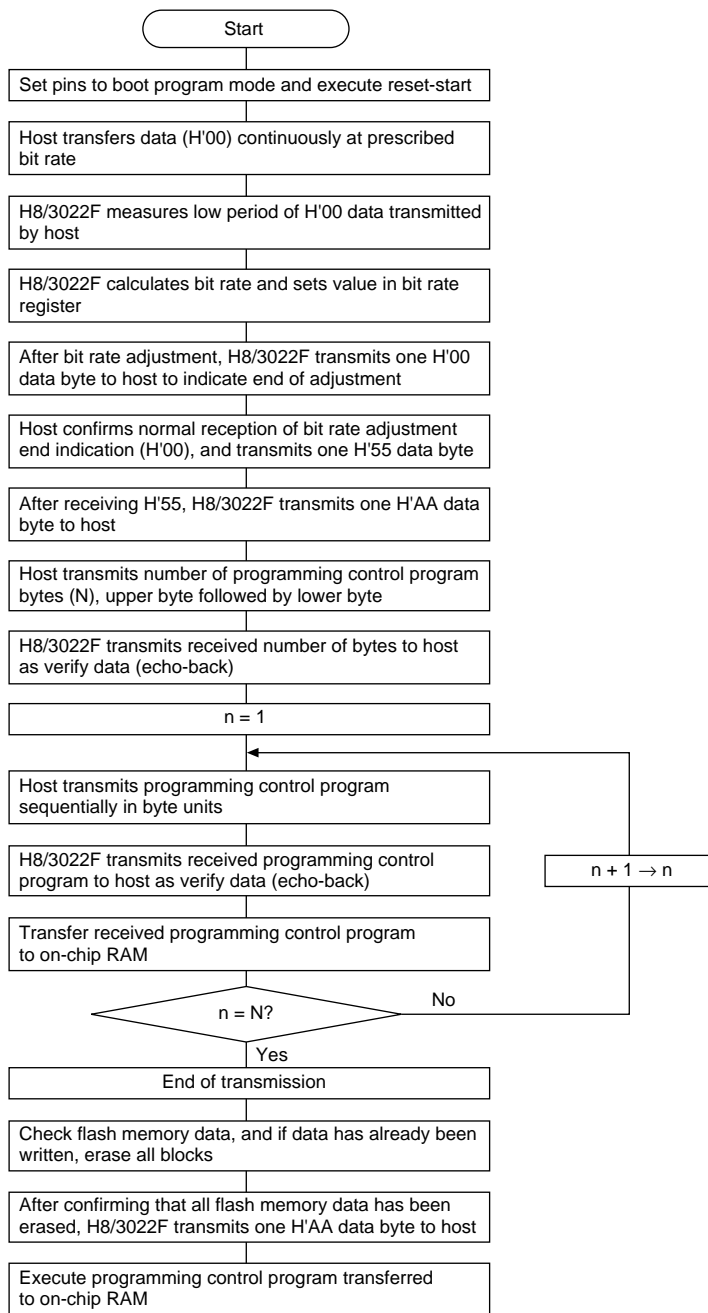 Start
Set pins to boot program mode and execute reset-start
Host transfers data (H'00) continuously at prescribed
bit rate
H8/3022F measures low period of H'00 data transmitted
by host
H8/3022F calculates bit rate and sets value in bit rate
register
After bit rate adjustment, H8/3022F transmits one H'00
data byte to host to indicate end of adjustment
Host confirms normal reception of bit rate adjustment
end indication (H'00), and transmits one H'55 data byte
After receiving H'55, H8/3022F transmits one H'AA data
byte to host
Host transmits number of programming control program
bytes (N), upper byte followed by lower byte
H8/3022F transmits received number of bytes to host
as verify data (echo-back)
n = 1
Host transmits programming control program
sequentially in byte units
H8/3022F transmits received programming control
program to host as verify data (echo-back)
n + 1 → n
Transfer received programming control program
to on-chip RAM
n = N?
No
Yes
End of transmission
Check flash memory data, and if data has already been
written, erase all blocks
After confirming that all flash memory data has been
erased, H8/3022F transmits one H'AA data byte to host
Execute programming control program transferred
to on-chip RAM